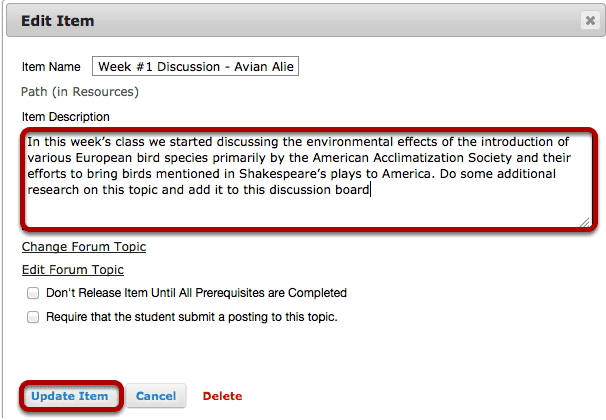 Edit Item
Item Name Week #1 Discussion - Avian Alie
Path (in Resources)
Item Description
In this week's class we started discussing the environmental effects of the introduction of
various European bird species primarily by the American Acclimatization Society and their
efforts to bring birds mentioned in Shakespeare's plays to America. Do some additional
research on this topic and add it to this discussion board
Change Forum Topic
Edit Forum Topic
Don't Release Item Until All Prerequisites are Completed
Require that the student submit a posting to this topic.
Update Item Cancel Delete